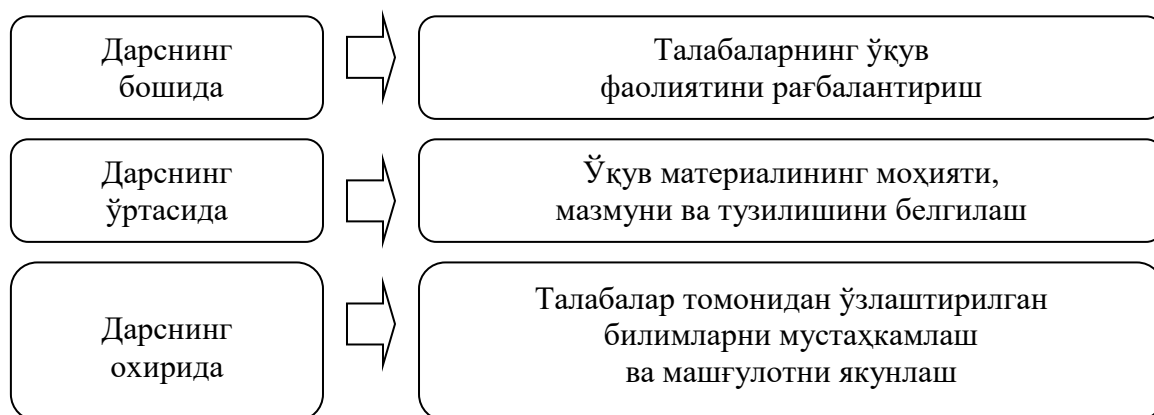 Дарснинг
бошида
Талабаларнинг ўқув
фаолиятини рағбалантириш
Дарснинг
ўртасида
Ўқув материалининг моҳияти,
мазмуни ва тузилишини белгилаш
Дарснинг
охирида
Талабалар томонидан ўзлаштирилган
билимларни мустаҳкамлаш
ва машғулотни якунлаш